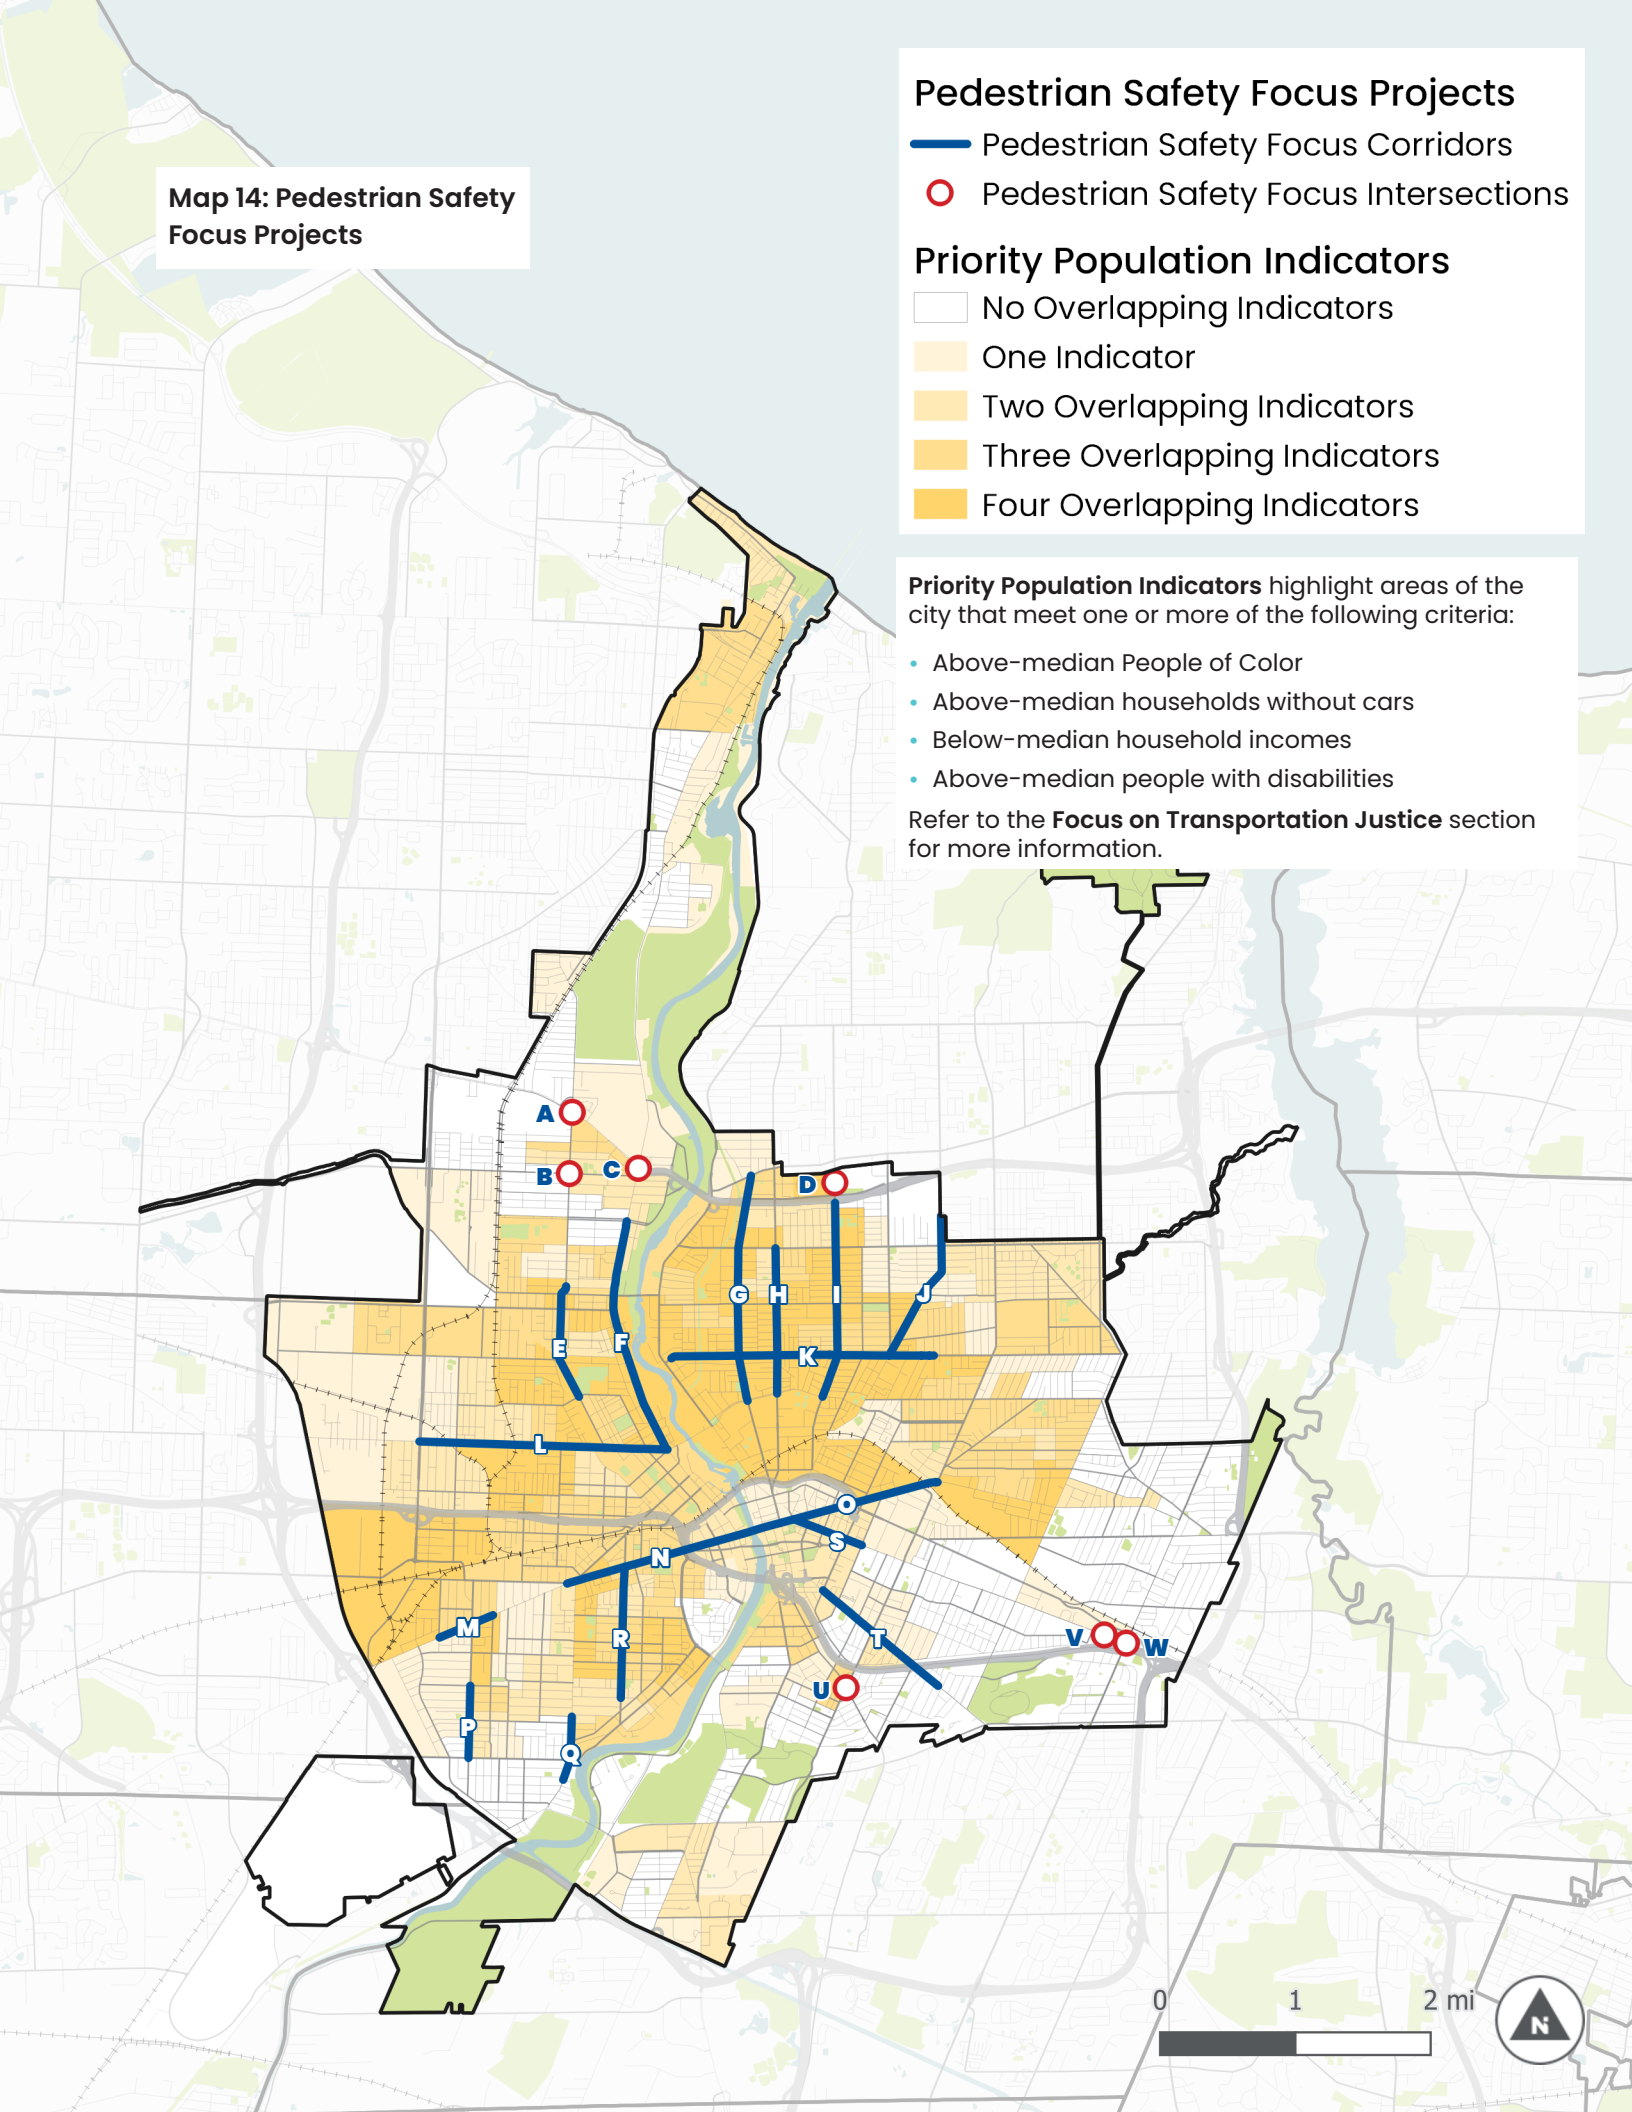 Pedestrian Safety Focus Projects
Pedestrian Safety Focus Corridors
Pedestrian Safety Focus Intersections
Map 14: Pedestrian Safety
Focus Projects
Priority Population Indicators
No Overlapping Indicators
One Indicator
Two Overlapping Indicators
Three Overlapping Indicators
Four Overlapping Indicators
Priority Population Indicators highlight areas of the
city that meet one or more of the following criteria:
• Above-median People of Color
• Above-median households without cars
• Below-median household incomes
• Above-median people with disabilities
Refer to the Focus on Transportation Justice section
for more information.
A
B
C
D
E
F
G
H
I
J
K
L
M
N
O
P
Q
R
S
T
U
V
W
0 1 2 mi
N